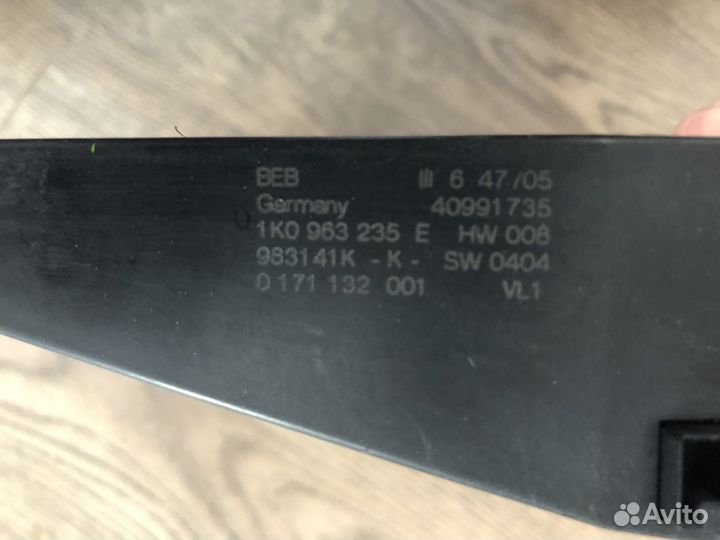 BEB 6 47/05
Germany 40991735
1K0 963 235 E HW 008
983141K - K - SW 0404
0 171 132 001 VL1
Avito